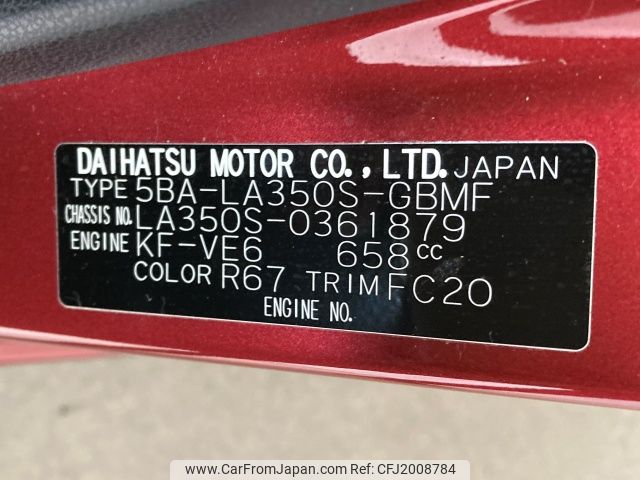 DAIHATSU MOTOR CO., LTD. JAPAN
TYPE 5BA-LA350S-GBMF
CHASSIS NO. LA350S-0361879
ENGINE KF-VE6 658cc
COLOR R67 TRIM FC20
ENGINE NO.
www.CarFromJapan.com | CarFromJapan: CFJ2008784